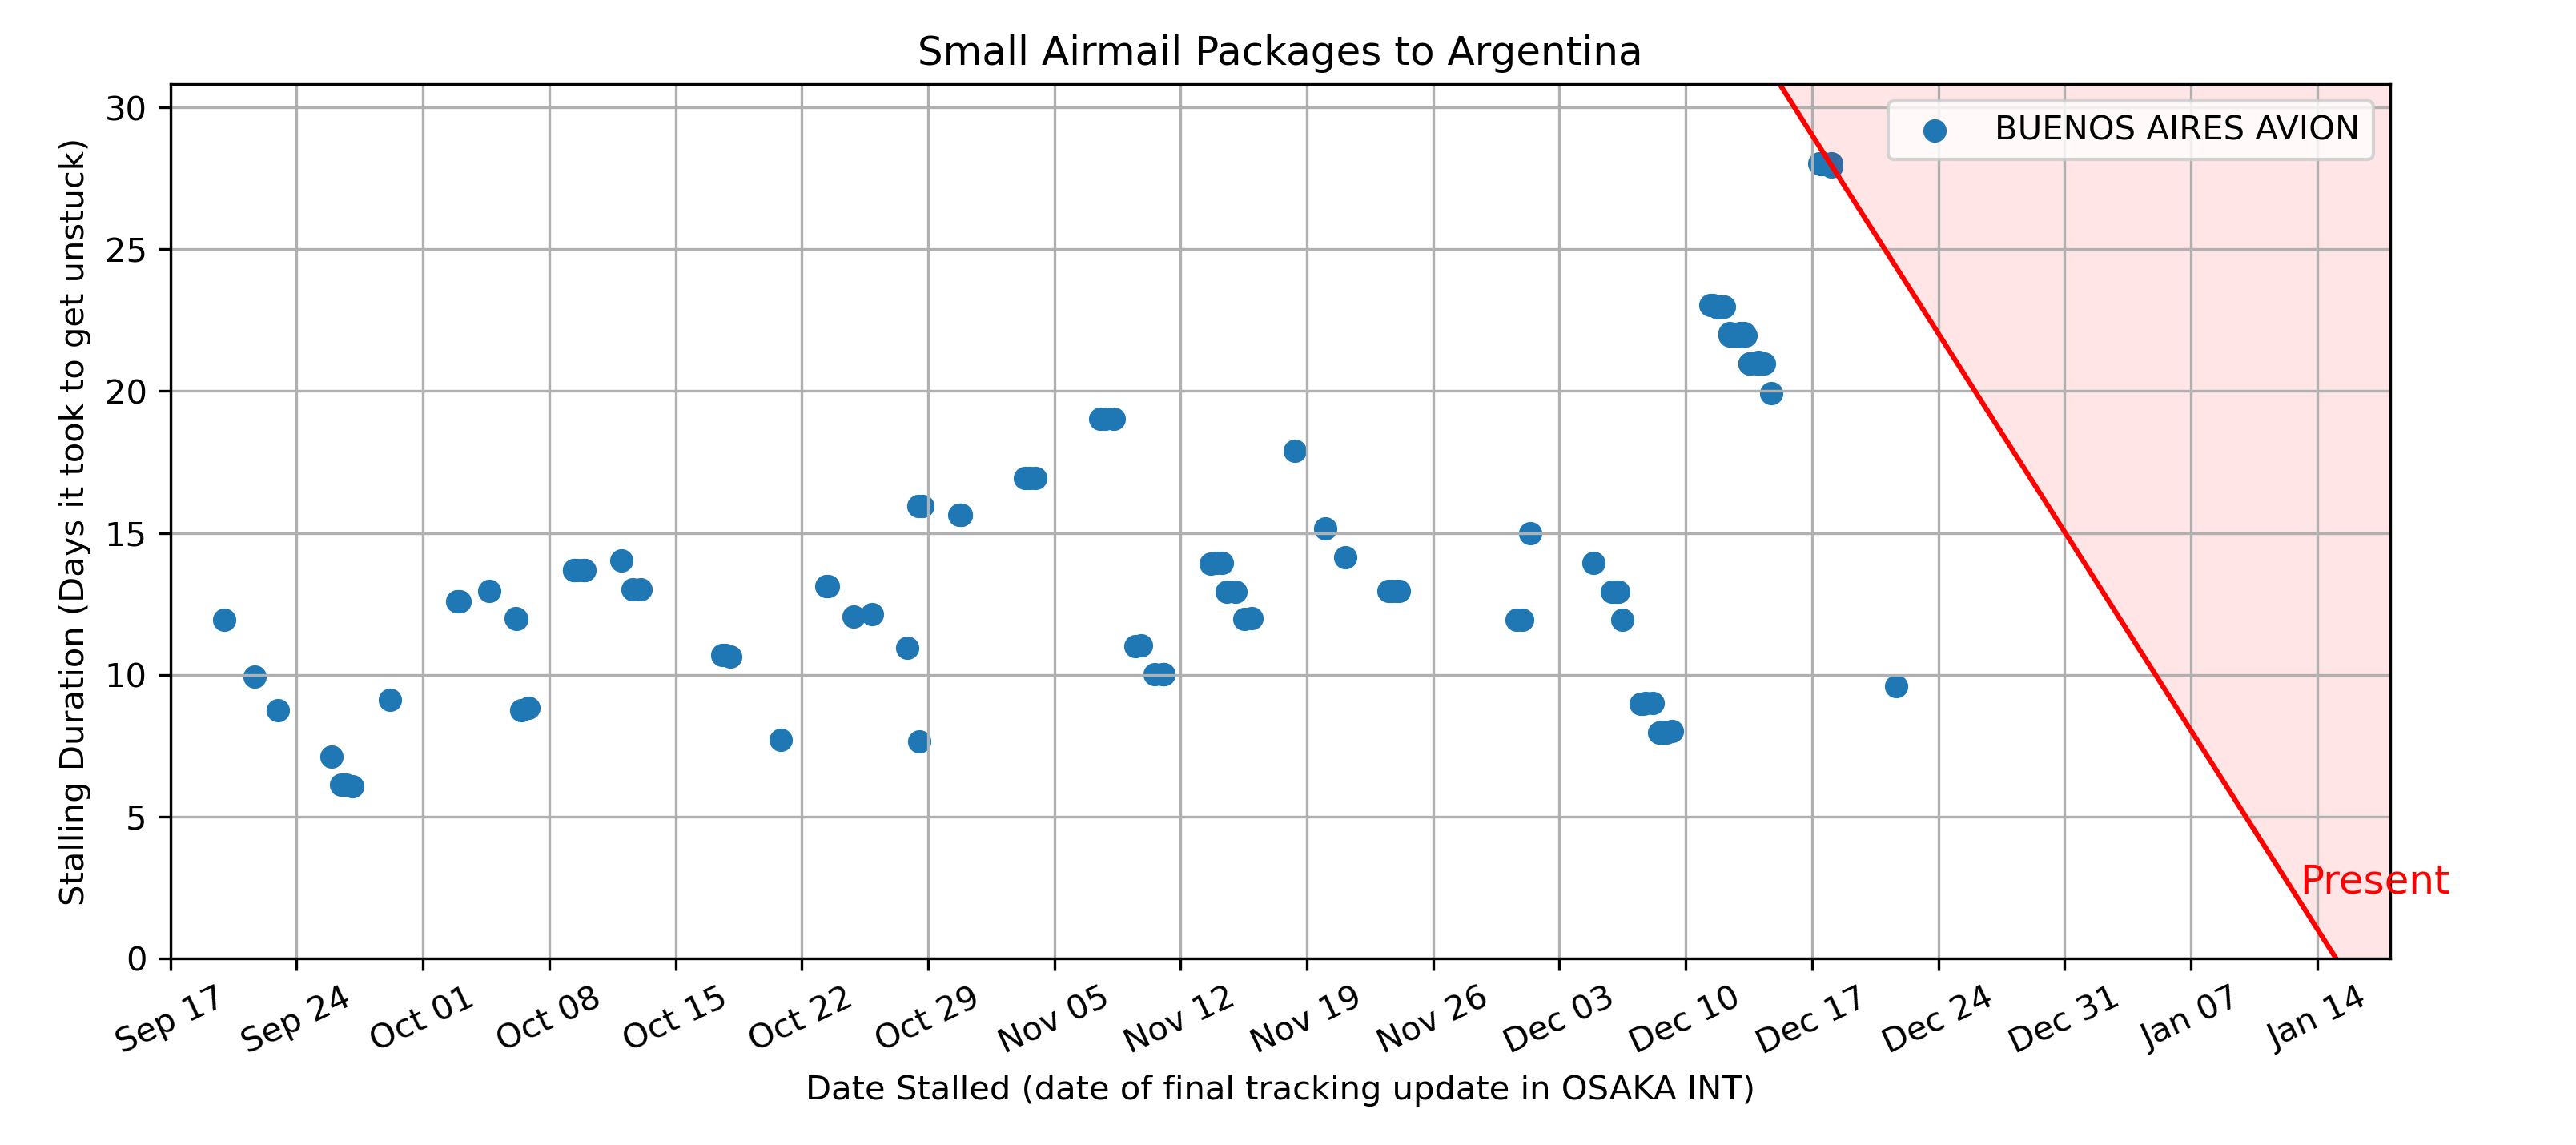 Small Airmail Packages to Argentina
BUENOS AIRES AVION
Stalling Duration (Days it took to get unstuck)
30
25
20
15
10
5
0
Present
Sep 17 Sep 24 Oct 01 Oct 08 Oct 15 Oct 22 Oct 29 Nov 05 Nov 12 Nov 19 Nov 26 Dec 03 Dec 10 Dec 17 Dec 24 Dec 31 Jan 07 Jan 14
Date Stalled (date of final tracking update in OSAKA INT)